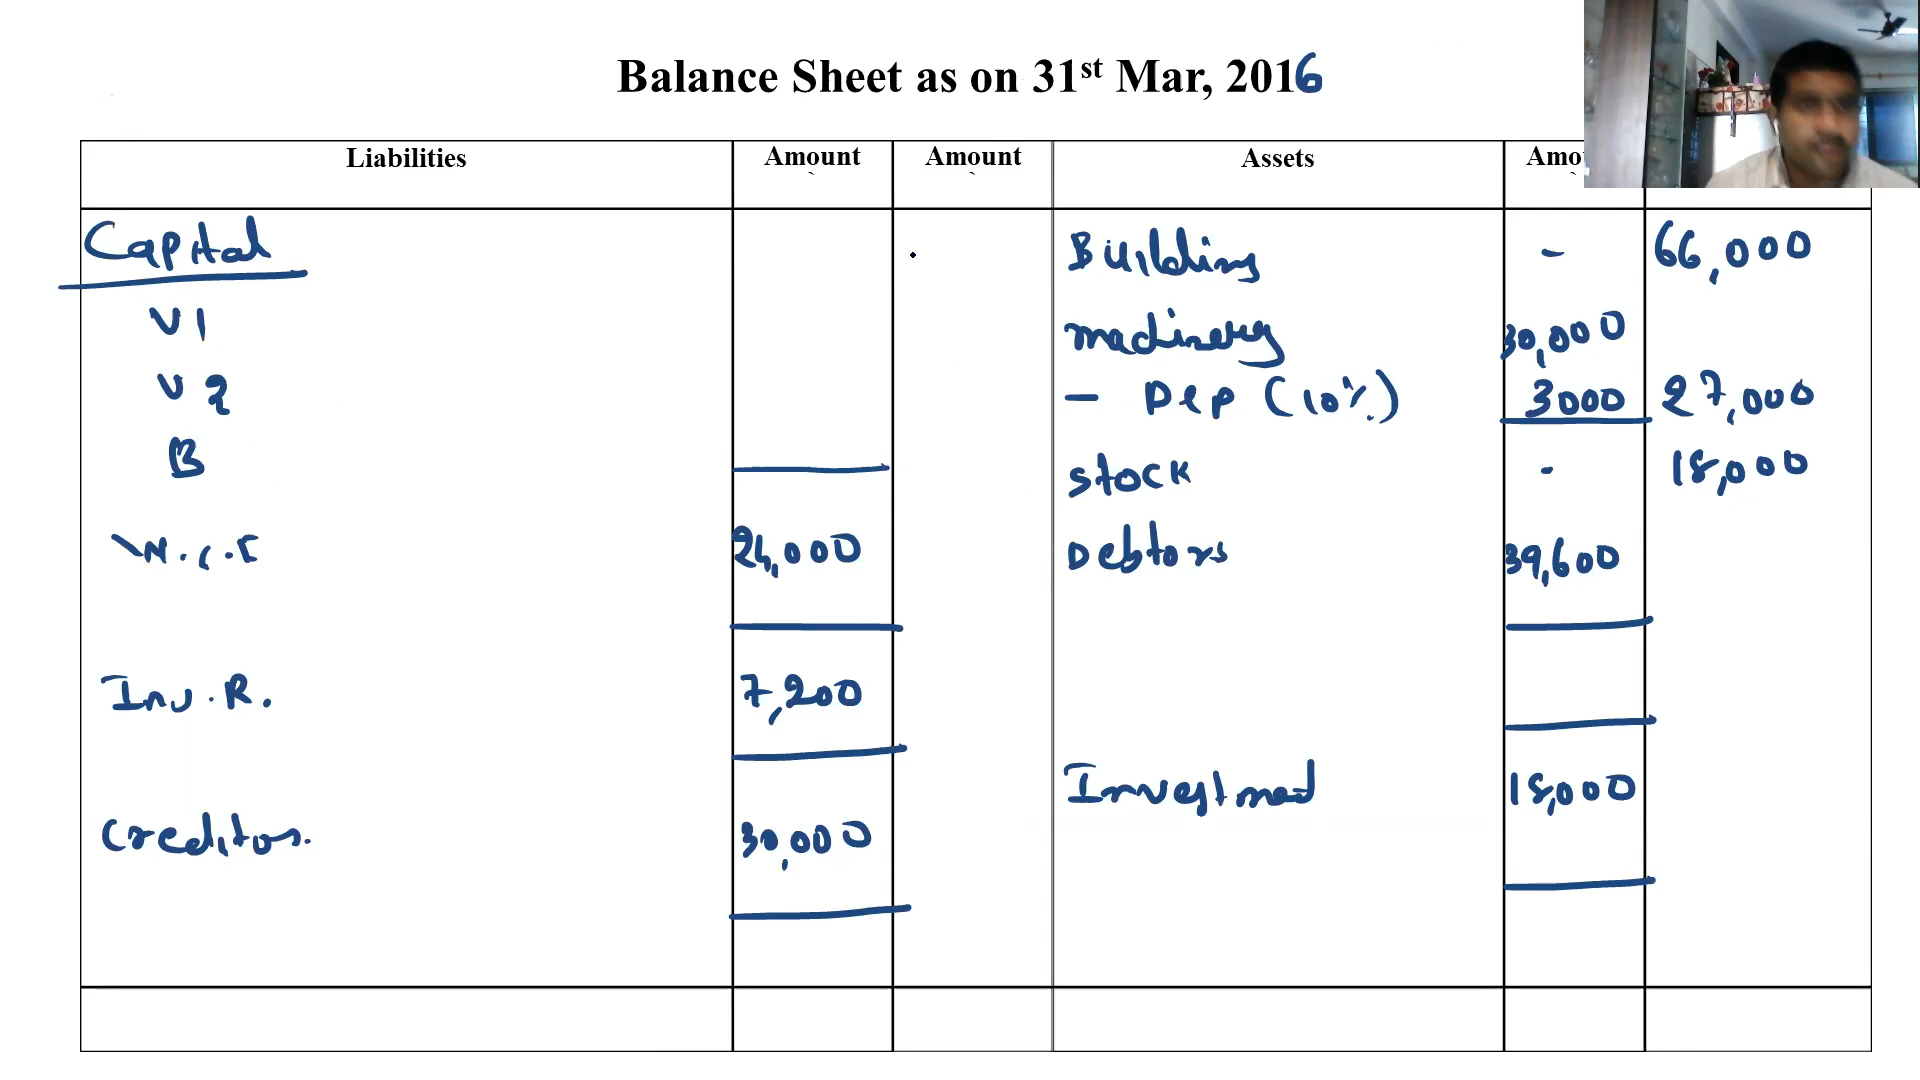 Balance Sheet as on 31st Mar, 2016
Liabilities Amount Amount Assets Amo
` ` `
Capital Building - 66,000
V1 machinery 30,000
V2 - Dep (10%) 3000 27,000
B stock - 18,000
24,000 Debtors 39,600
Inv. R. 7,200
Investment 18,000
Creditors. 30,000